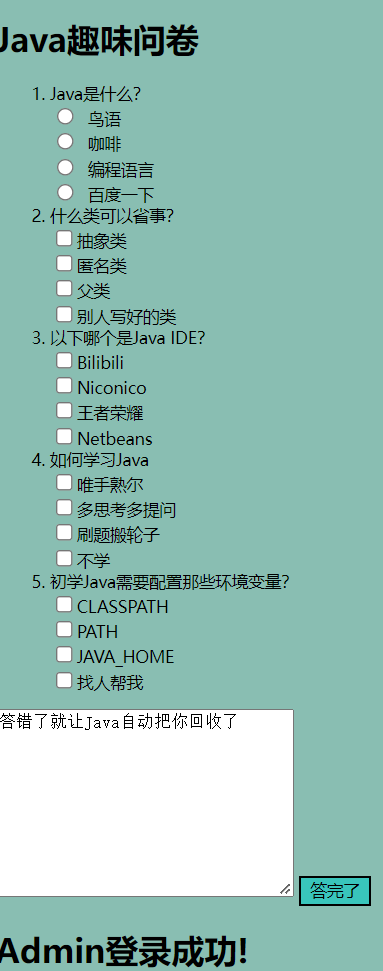 Java趣味问卷
1. Java是什么?
鸟语
咖啡
编程语言
百度一下
2. 什么类可以省事?
抽象类
匿名类
父类
别人写好的类
3. 以下哪个是Java IDE?
Bilibili
Niconico
王者荣耀
Netbeans
4. 如何学习Java
唯手熟尔
多思考多提问
刷题搬轮子
不学
5. 初学Java需要配置那些环境变量?
CLASSPATH
PATH
JAVA_HOME
找人帮我
答错了就让Java自动把你回收了
答完了
Admin登录成功!